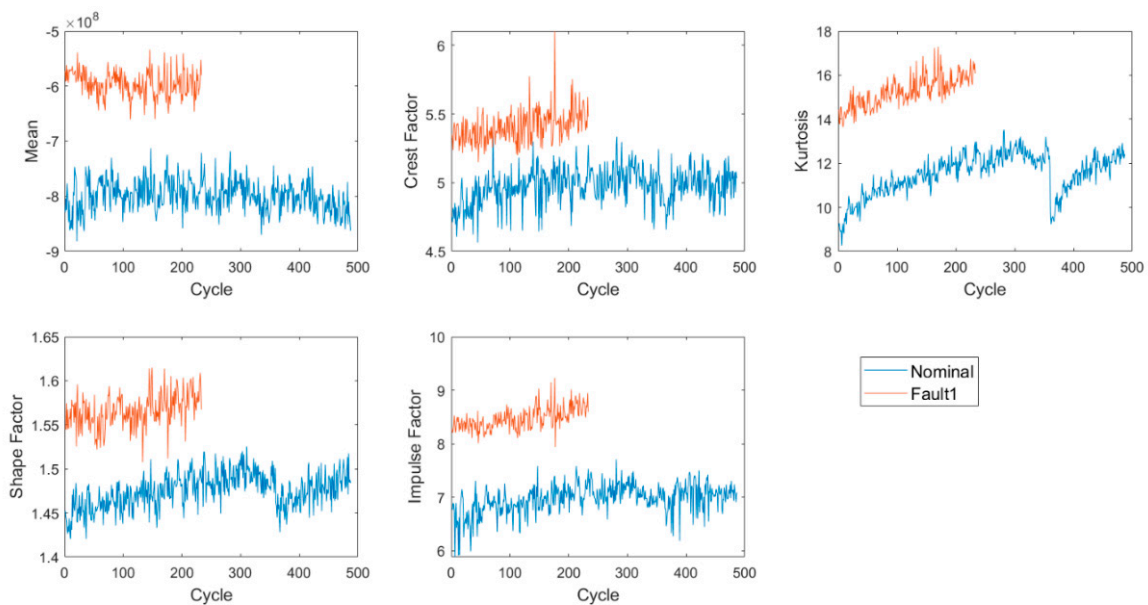 ×10⁸
-5
-6
-7
-8
-9
Mean
0 100 200 300 400 500
Cycle
6
5.5
5
4.5
Crest Factor
0 100 200 300 400 500
Cycle
18
16
14
12
10
8
Kurtosis
0 100 200 300 400 500
Cycle
1.65
1.6
1.55
1.5
1.45
1.4
Shape Factor
0 100 200 300 400 500
Cycle
10
9
8
7
6
Impulse Factor
0 100 200 300 400 500
Cycle
Nominal
Fault1